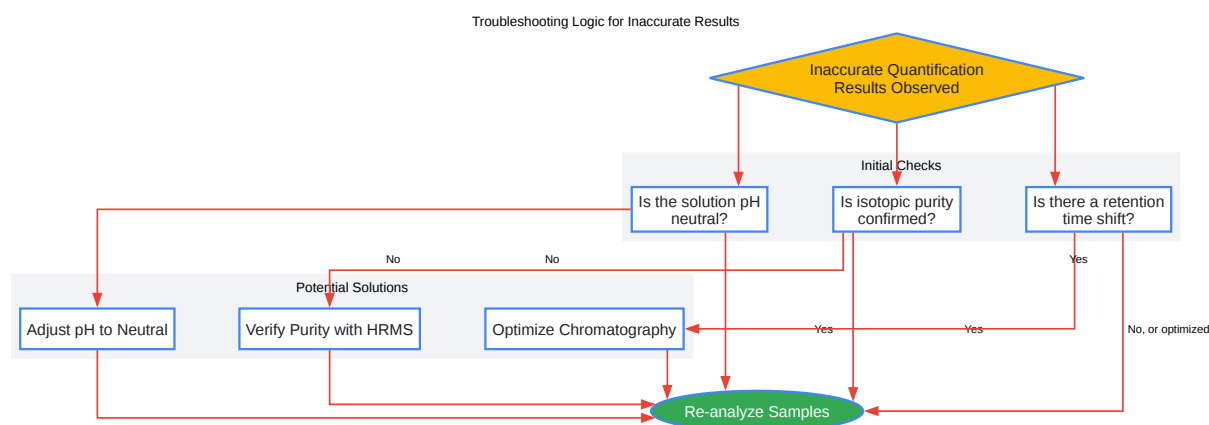 Troubleshooting Logic for Inaccurate Results
Inaccurate Quantification
Results Observed
Initial Checks
Is the solution pH
neutral?
Is isotopic purity
confirmed?
Is there a retention
time shift?
No
No
Yes
Potential Solutions
Adjust pH to Neutral
Verify Purity with HRMS
Optimize Chromatography
Yes
Yes
No, or optimized
Re-analyze Samples